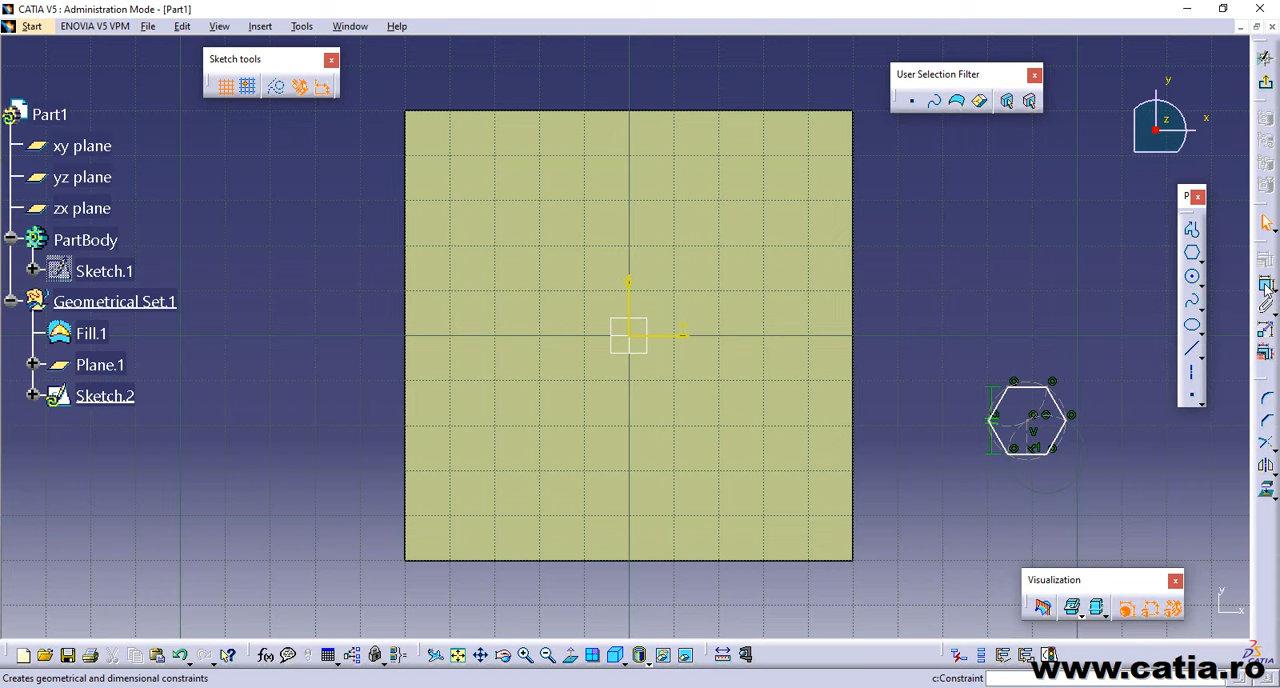 CATIA V5 : Administration Mode - [Part1]
Start ENOVIA V5 VPM File Edit View Insert Tools Window Help
Sketch tools
User Selection Filter
y
x
z
Part1
xy plane
yz plane
zx plane
PartBody
Sketch.1
Geometrical Set.1
Fill.1
Plane.1
Sketch.2
P
V
Visualization
y
x
f(x)
www.catia.ro
Creates geometrical and dimensional constraints
c:Constraint